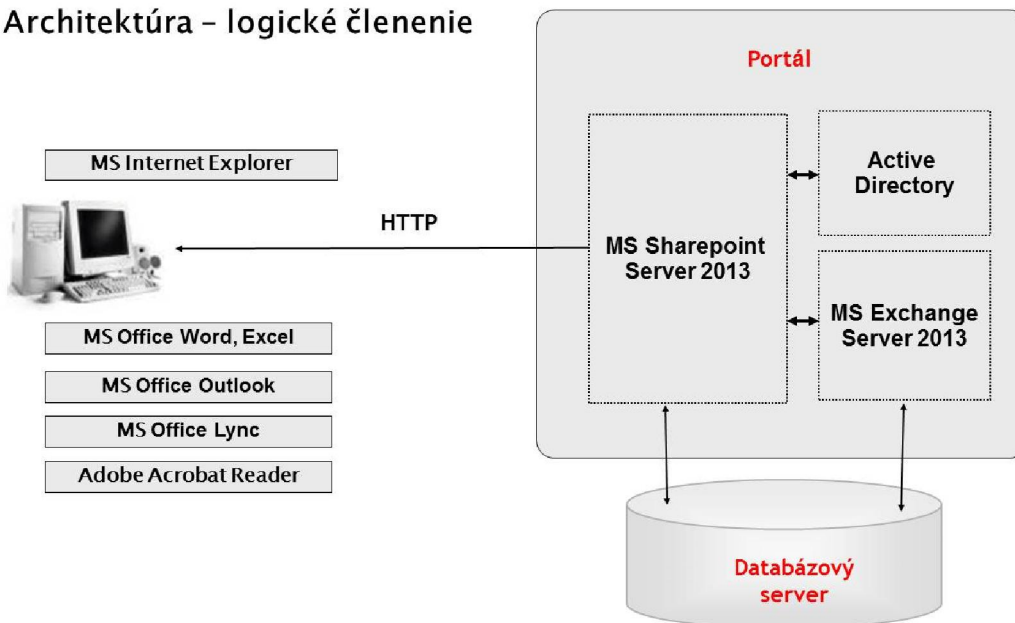 Architektúra – logické členenie
Portál
MS Internet Explorer
HTTP
MS Sharepoint
Server 2013
Active
Directory
MS Exchange
Server 2013
MS Office Word, Excel
MS Office Outlook
MS Office Lync
Adobe Acrobat Reader
Databázový
server